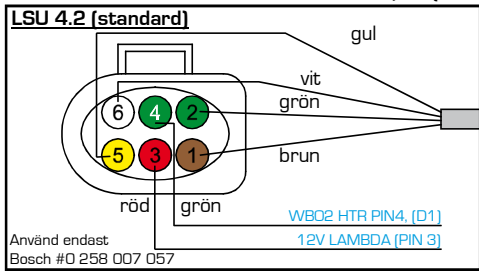 LSU 4.2 (standard)
gul
vit
grön
6 4 2
5 3 1
brun
röd grön
WBO2 HTR PIN4, (D1)
12V LAMBDA (PIN 3)
Använd endast
Bosch #0 258 007 057